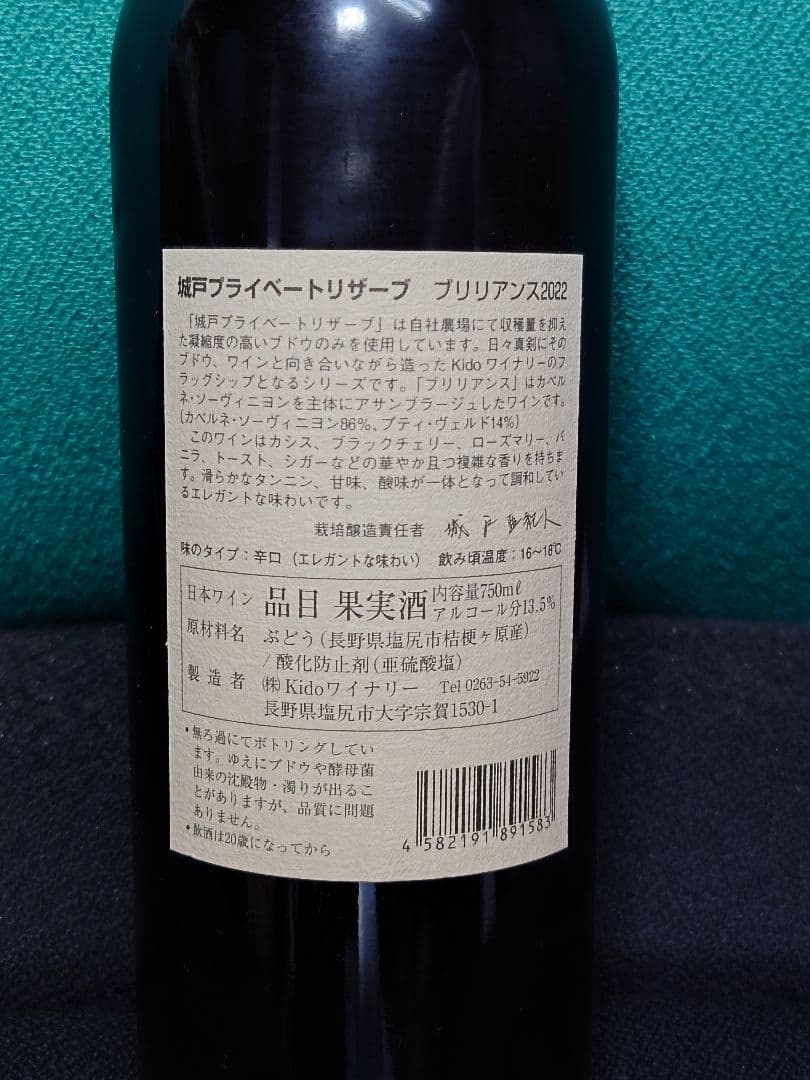 城戸プライベートリザーブ　ブリリアンス2022
「城戸プライベートリザーブ」は自社農場にて収穫量を抑え
た凝縮度の高いブドウのみを使用しています。日々真剣にその
ブドウ、ワインと向き合いながら造ったKidoワイナリーのフ
ラッグシップとなるシリーズです。「ブリリアンス」はカベル
ネ・ソーヴィニヨンを主体にアサンブラージュしたワインです。
(カベルネ・ソーヴィニヨン86%、プティ・ヴェルド14%)
このワインはカシス、ブラックチェリー、ローズマリー、バ
ニラ、トースト、シガーなどの華やか且つ複雑な香りを持ちま
す。滑らかなタンニン、甘味、酸味が一体となって調和してい
るエレガントな味わいです。
栽培醸造責任者
味のタイプ：辛口（エレガントな味わい）　飲み頃温度：16～18℃
日本ワイン 品目 果実酒 内容量750mℓ
アルコール分13.5%
原材料名 ぶどう(長野県塩尻市桔梗ヶ原産)
/酸化防止剤(亜硫酸塩)
製造者 ㈱Kidoワイナリー Tel 0263-54-5922
長野県塩尻市大字宗賀1530-1
・無ろ過にてボトリングしてい
ます。ゆえにブドウや酵母菌
由来の沈殿物・濁りが出るこ
とがありますが、品質に問題
ありません。
・飲酒は20歳になってから
4 582191 891583